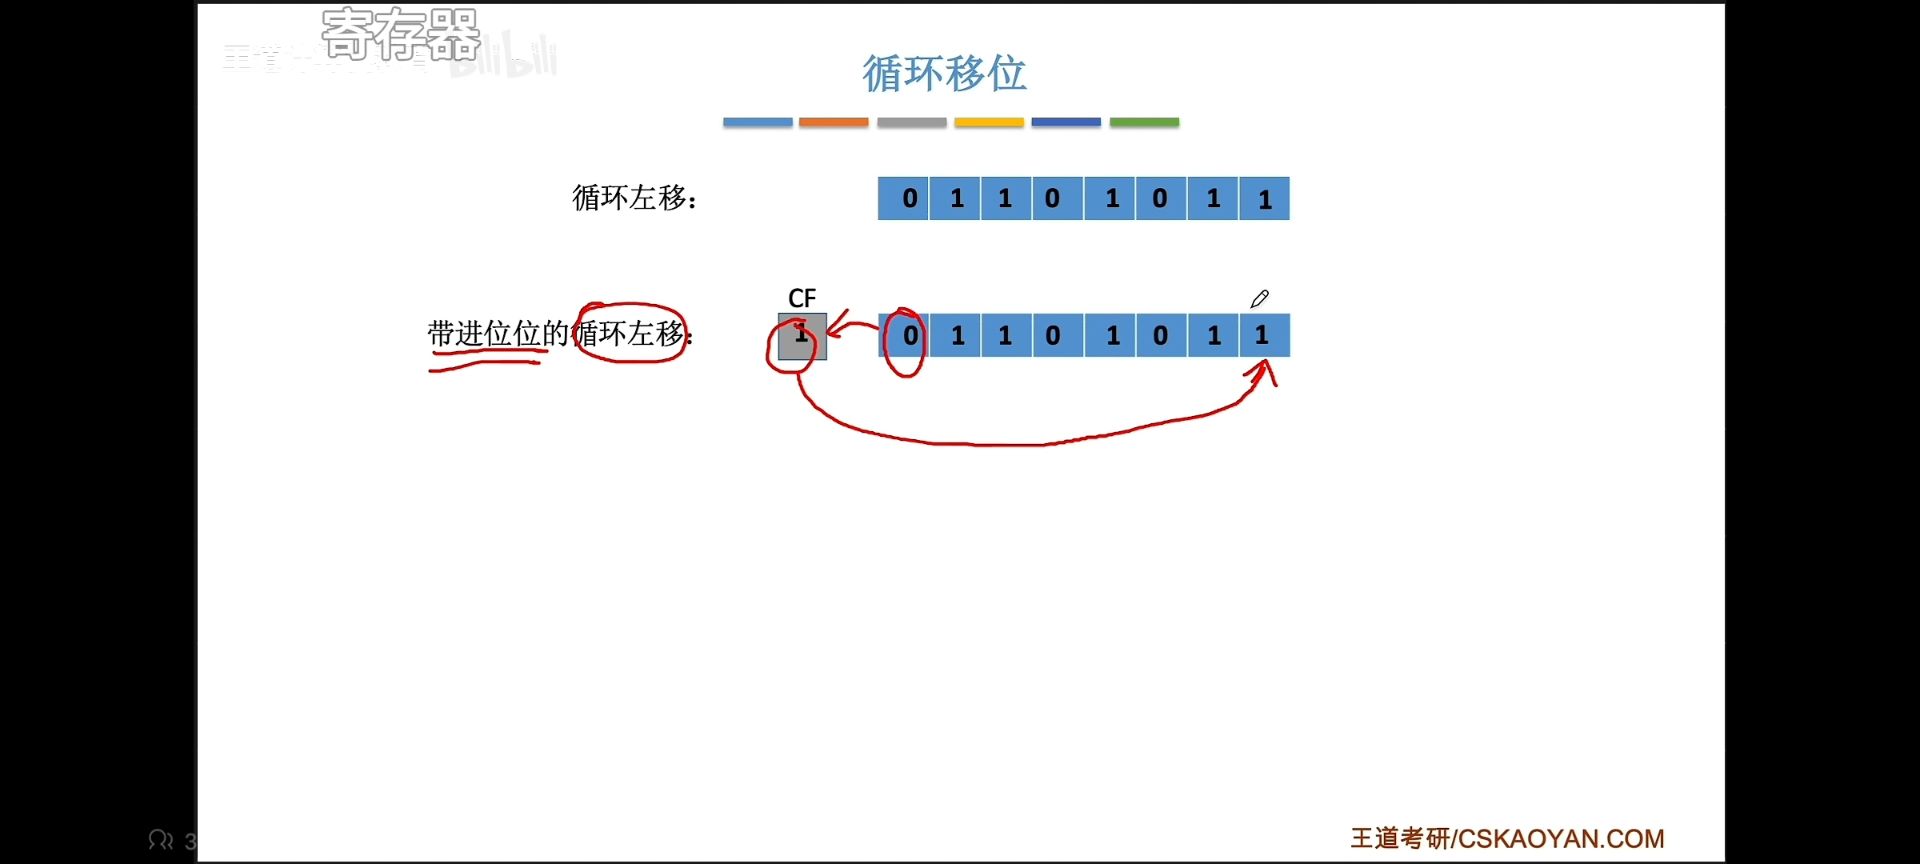 寄存器
bilibili
循环移位
循环左移： 0 1 1 0 1 0 1 1
CF
带进位位的循环左移： 1 0 1 1 0 1 0 1 1
3
王道考研/CSKAOYAN.COM